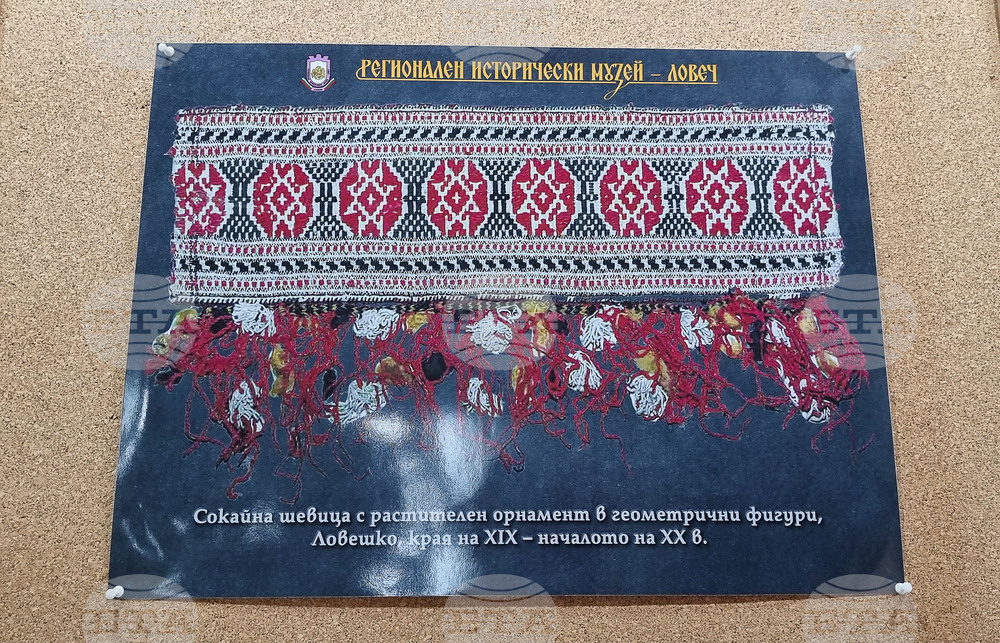 РЕГИОНАЛЕН ИСТОРИЧЕСКИ МУЗЕЙ – ЛОВЕЧ
Сокайна шевица с растителен орнамент в геометрични фигури,
Ловешко, края на XIX – началото на XX в.